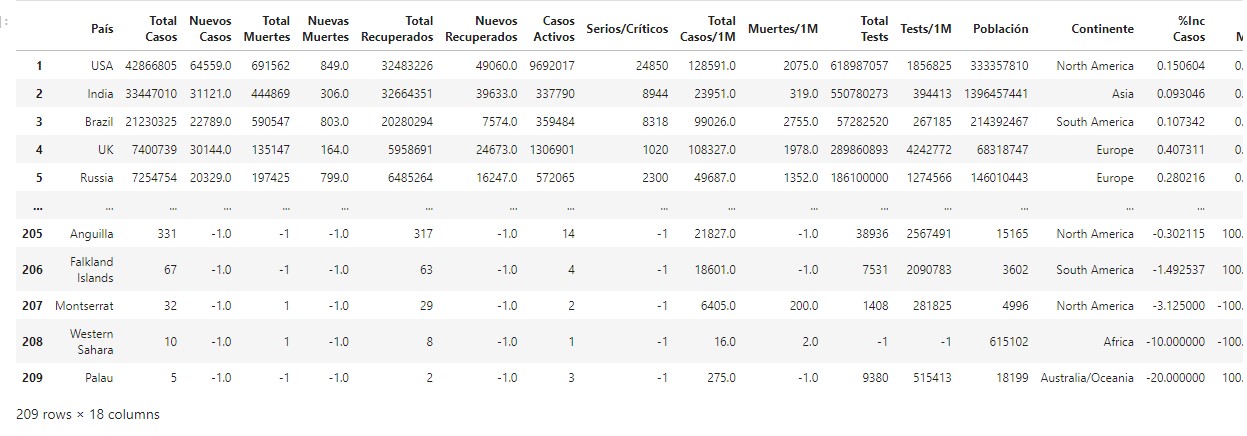 ]:
País Total Casos Nuevos Casos Total Muertes Nuevas Muertes Total Recuperados Nuevos Recuperados Casos Activos Serios/Críticos Total Casos/1M Muertes/1M Total Tests Tests/1M Población Continente %Inc Casos M
1 USA 42866805 64559.0 691562 849.0 32483226 49060.0 9692017 24850 128591.0 2075.0 618987057 1856825 333357810 North America 0.150604 0.
2 India 33447010 31121.0 444869 306.0 32664351 39633.0 337790 8944 23951.0 319.0 550780273 394413 1396457441 Asia 0.093046 0.
3 Brazil 21230325 22789.0 590547 803.0 20280294 7574.0 359484 8318 99026.0 2755.0 57282520 267185 214392467 South America 0.107342 0.
4 UK 7400739 30144.0 135147 164.0 5958691 24673.0 1306901 1020 108327.0 1978.0 289860893 4242772 68318747 Europe 0.407311 0.
5 Russia 7254754 20329.0 197425 799.0 6485264 16247.0 572065 2300 49687.0 1352.0 186100000 1274566 146010443 Europe 0.280216 0.
... ... ... ... ... ... ... ... ... ... ... ... ... ... ... ... ...
205 Anguilla 331 -1.0 -1 -1.0 317 -1.0 14 -1 21827.0 -1.0 38936 2567491 15165 North America -0.302115 100.
206 Falkland Islands 67 -1.0 -1 -1.0 63 -1.0 4 -1 18601.0 -1.0 7531 2090783 3602 South America -1.492537 100.
207 Montserrat 32 -1.0 1 -1.0 29 -1.0 2 -1 6405.0 200.0 1408 281825 4996 North America -3.125000 -100.
208 Western Sahara 10 -1.0 1 -1.0 8 -1.0 1 -1 16.0 2.0 -1 -1 615102 Africa -10.000000 -100.
209 Palau 5 -1.0 -1 -1.0 2 -1.0 3 -1 275.0 -1.0 9380 515413 18199 Australia/Oceania -20.000000 100.
209 rows × 18 columns